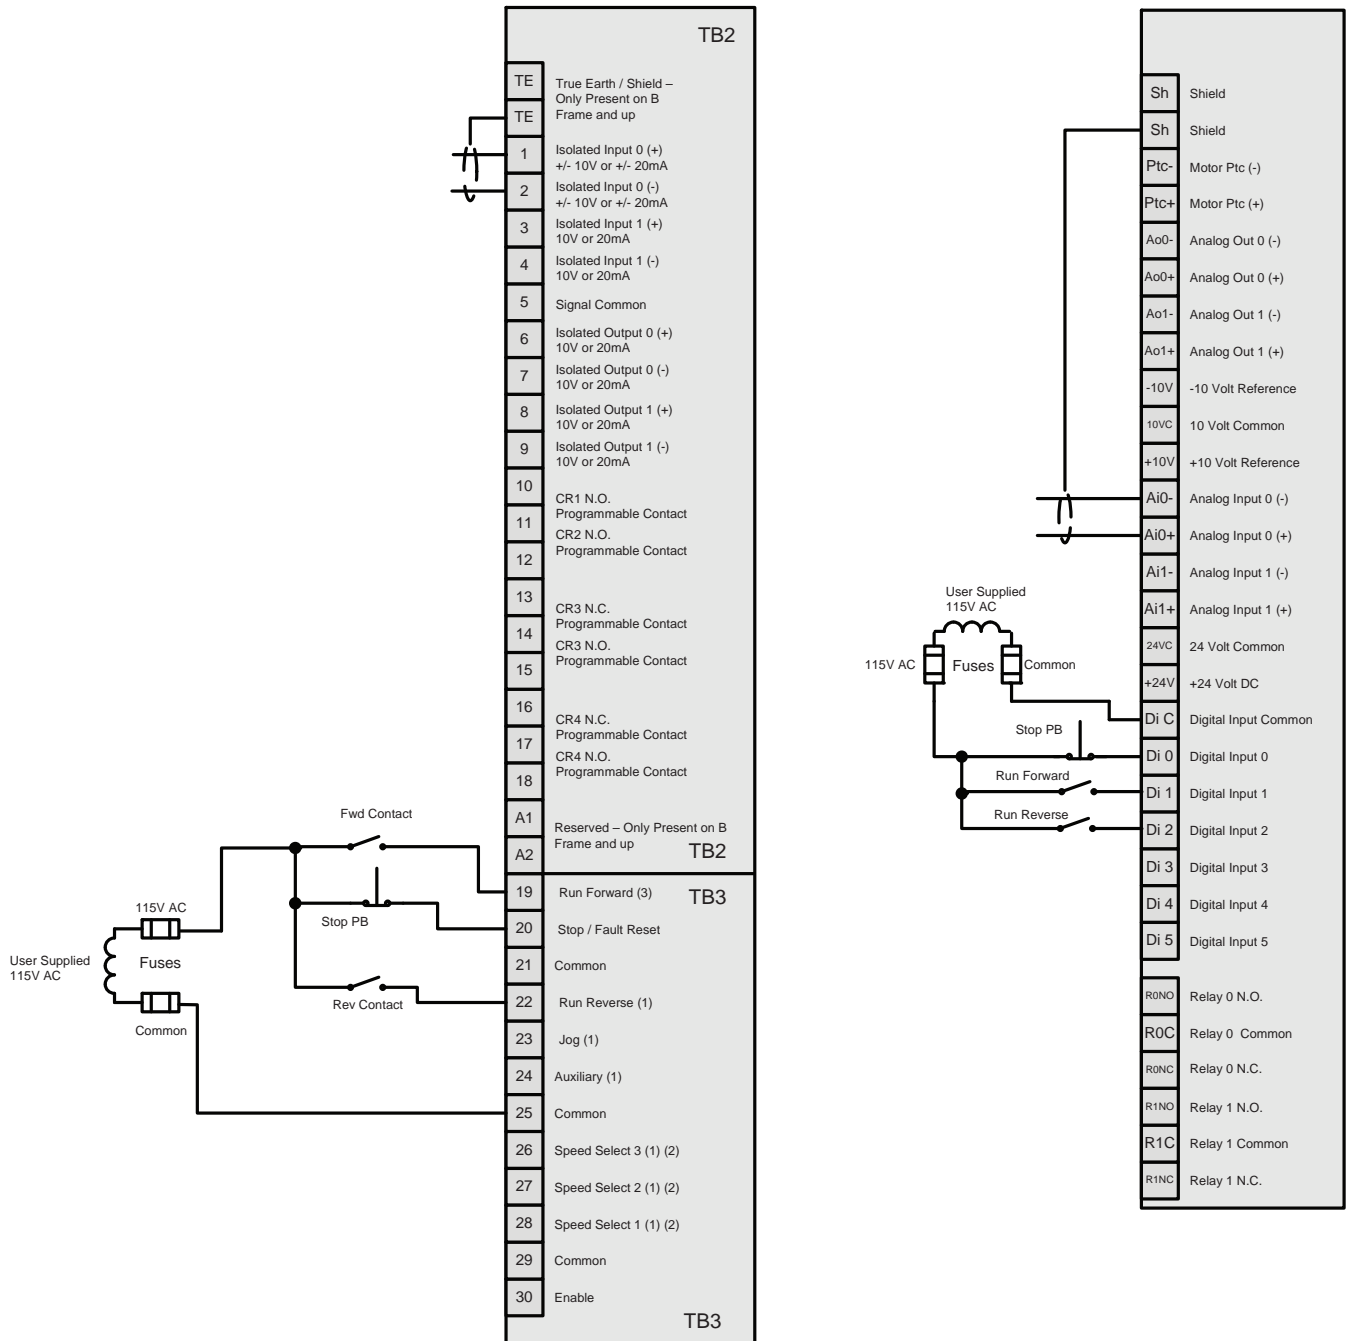 TB2
TE
True Earth / Shield –
Only Present on B
Frame and up
TE
1
Isolated Input 0 (+)
+/- 10V or +/- 20mA
2
Isolated Input 0 (-)
+/- 10V or +/- 20mA
3
Isolated Input 1 (+)
10V or 20mA
4
Isolated Input 1 (-)
10V or 20mA
5
Signal Common
6
Isolated Output 0 (+)
10V or 20mA
7
Isolated Output 0 (-)
10V or 20mA
8
Isolated Output 1 (+)
10V or 20mA
9
Isolated Output 1 (-)
10V or 20mA
10
CR1 N.O.
Programmable Contact
11
CR2 N.O.
Programmable Contact
12
13
CR3 N.C.
Programmable Contact
14
CR3 N.O.
Programmable Contact
15
16
CR4 N.C.
Programmable Contact
17
CR4 N.O.
Programmable Contact
18
A1
Reserved – Only Present on B
Frame and up
A2
TB2
19
Run Forward (3)
TB3
20
Stop / Fault Reset
21
Common
22
Run Reverse (1)
23
Jog (1)
24
Auxiliary (1)
25
Common
26
Speed Select 3 (1) (2)
27
Speed Select 2 (1) (2)
28
Speed Select 1 (1) (2)
29
Common
30
Enable
TB3
Fwd Contact
Stop PB
Rev Contact
115V AC
User Supplied
115V AC
Fuses
Common
Sh
Shield
Sh
Shield
Ptc-
Motor Ptc (-)
Ptc+
Motor Ptc (+)
Ao0-
Analog Out 0 (-)
Ao0+
Analog Out 0 (+)
Ao1-
Analog Out 1 (-)
Ao1+
Analog Out 1 (+)
-10V
-10 Volt Reference
10VC
10 Volt Common
+10V
+10 Volt Reference
Ai0-
Analog Input 0 (-)
Ai0+
Analog Input 0 (+)
Ai1-
Analog Input 1 (-)
Ai1+
Analog Input 1 (+)
24VC
24 Volt Common
+24V
+24 Volt DC
Di C
Digital Input Common
Di 0
Digital Input 0
Di 1
Digital Input 1
Di 2
Digital Input 2
Di 3
Digital Input 3
Di 4
Digital Input 4
Di 5
Digital Input 5
R0NO
Relay 0 N.O.
R0C
Relay 0 Common
R0NC
Relay 0 N.C.
R1NO
Relay 1 N.O.
R1C
Relay 1 Common
R1NC
Relay 1 N.C.
User Supplied
115V AC
115V AC
Fuses
Common
Stop PB
Run Forward
Run Reverse